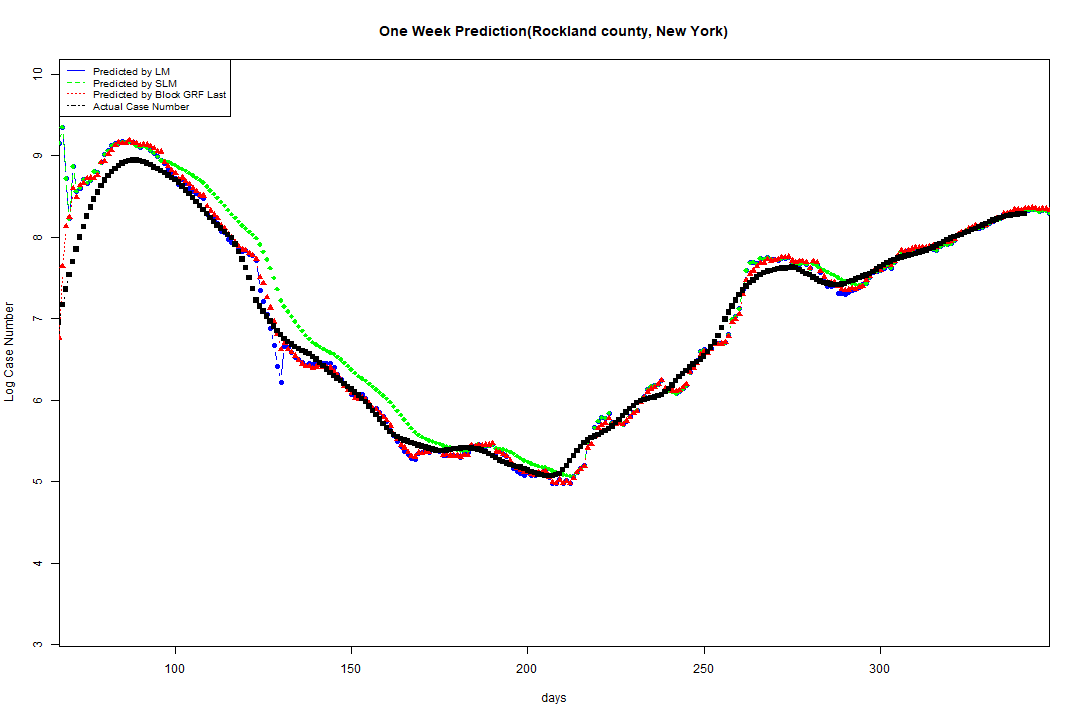 One Week Prediction(Rockland county, New York)
Predicted by LM
Predicted by SLM
Predicted by Block GRF Last
Actual Case Number
Log Case Number
10
9
8
7
6
5
4
3
100 150 200 250 300
days